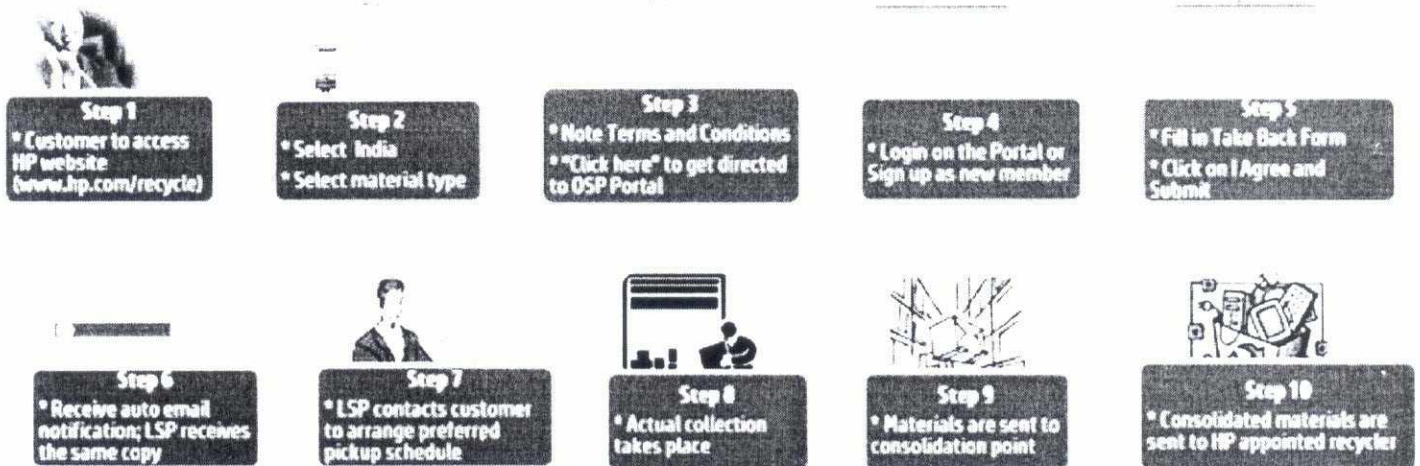 Step 1
* Customer to access
HP website
(www.hp.com/recycle)
Step 2
* Select India
* Select material type
Step 3
* Note Terms and Conditions
* "Click here" to get directed
to OSP Portal
Step 4
* Login on the Portal or
Sign up as new member
Step 5
* Fill in Take Back Form
* Click on I Agree and
Submit
Step 6
* Receive auto email
notification; LSP receives
the same copy
Step 7
* LSP contacts customer
to arrange preferred
pickup schedule
Step 8
* Actual collection
takes place
Step 9
* Materials are sent to
consolidation point
Step 10
* Consolidated materials are
sent to HP appointed recycler